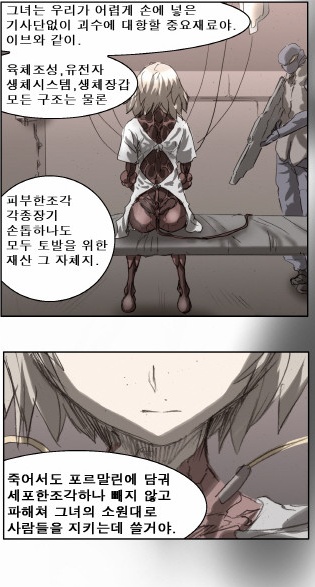 그녀는 우리가 어렵게 손에 넣은
기사단없이 괴수에 대항할 중요재료야.
이브와 같이.
육체조성,유전자
생체시스템,생체장갑
모든 구조는 물론
피부한조각
각종장기
손톱하나도
모두 토발을 위한
재산 그 자체지.
죽어서도 포르말린에 담궈
세포한조각하나 빼지 않고
파해쳐 그녀의 소원대로
사람들을 지키는데 쓸거야.